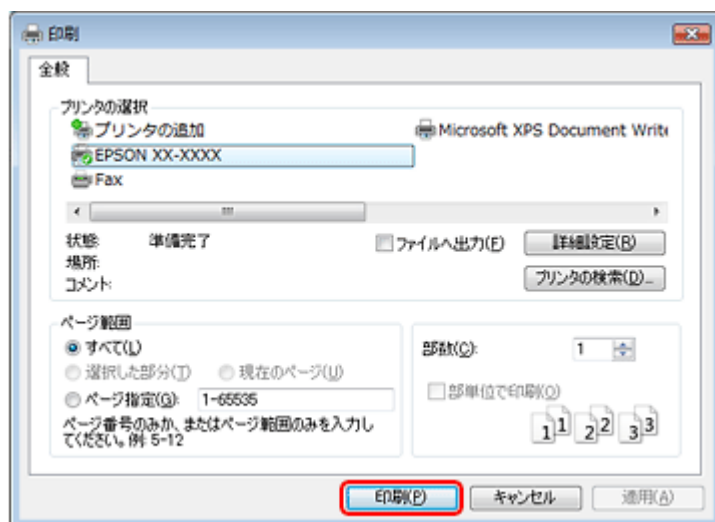 印刷
全般
プリンタの選択
プリンタの追加
Microsoft XPS Document Write
EPSON XX-XXXX
Fax
状態: 準備完了
ファイルへ出力(F)
詳細設定(R)
場所:
コメント:
プリンタの検索(D)...
ページ範囲
すべて(L)
選択した部分(T)
現在のページ(U)
ページ指定(G): 1-65535
ページ番号のみか、またはページ範囲のみを入力し
てください。例: 5-12
部数(C): 1
部単位で印刷(O)
1 1 2 2 3 3
印刷(P)
キャンセル
適用(A)